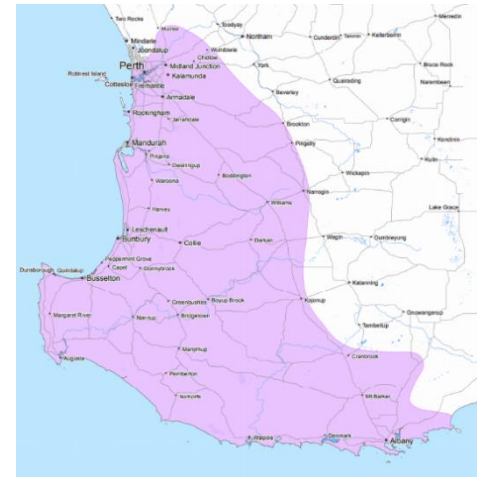 Two Rocks
Toodyay
Merredin
Muchea
Northam
Cunderdin
Tammin
Kellerberrin
Mindarie
Joondalup
Wundowie
Chidlow
York
Bruce Rock
Perth
Midland Junction
Rottnest Island
Kalamunda
Quairading
Narembeen
Cottesloe
Fremantle
Beverley
Armadale
Rockingham
Corrigin
Jarrahdale
Brookton
Kondinin
Mandurah
Pingelly
Kulin
Pinjarra
Dwellingup
Wickepin
Boddington
Waroona
Narrogin
Williams
Lake Grace
Harvey
Leschenault
Bunbury
Collie
Darkan
Wagin
Dumbleyung
Peppermint Grove
Capel
Donnybrook
Dunsborough
Quindalup
Busselton
Katanning
Greenbushes
Boyup Brook
Kojonup
Margaret River
Nannup
Bridgetown
Gnowangerup
Tambellup
Manjimup
Cranbrook
Augusta
Pemberton
Northcliffe
Mt Barker
Walpole
Denmark
Albany